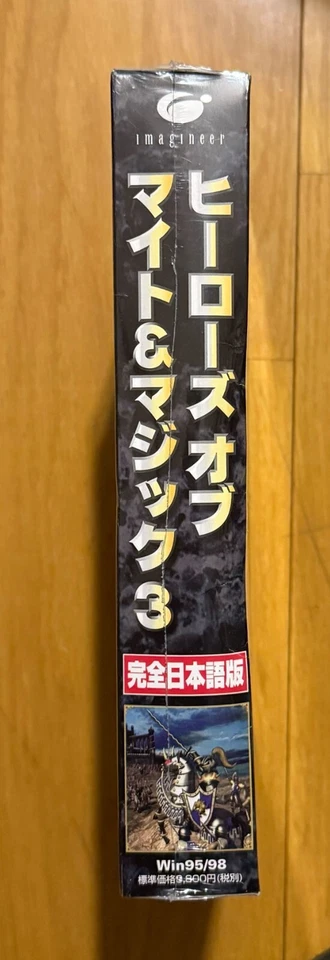 imagineer
ヒーローズ オブ
マイト&マジック3
完全日本語版
Win95/98
標準価格9,800円(税別)